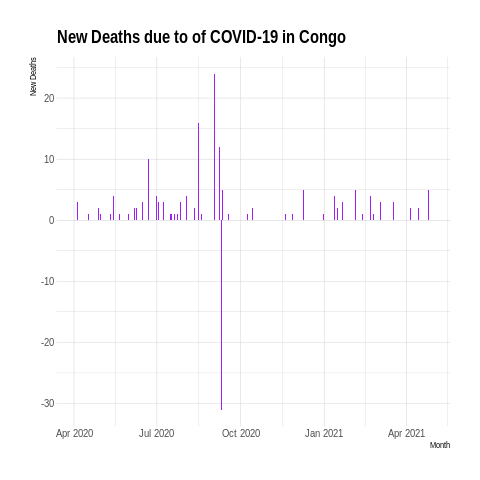 New Deaths due to of COVID-19 in Congo
New Deaths
20
10
0
-10
-20
-30
Apr 2020 Jul 2020 Oct 2020 Jan 2021 Apr 2021
Month